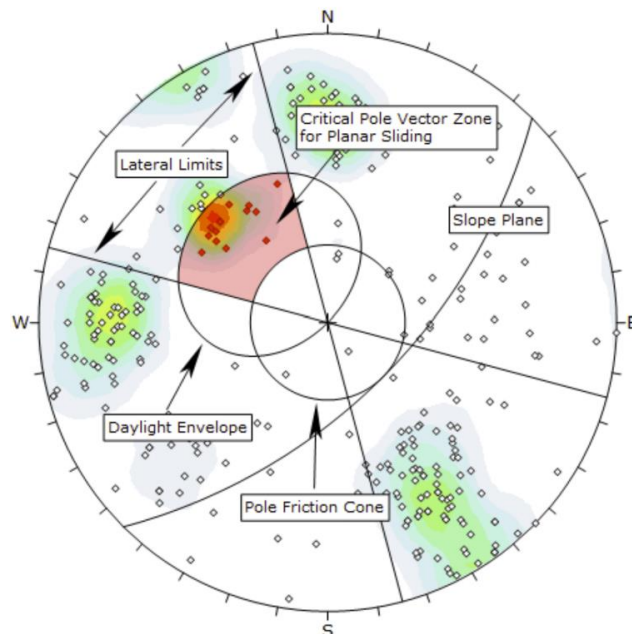 N
Critical Pole Vector Zone
for Planar Sliding
Lateral Limits
Slope Plane
W
E
Daylight Envelope
Pole Friction Cone
S